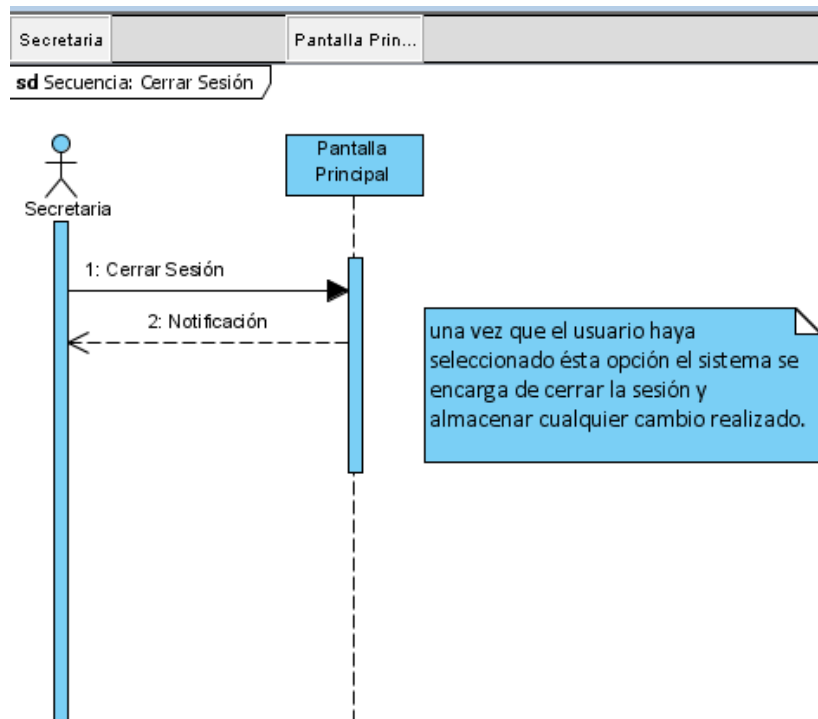 Secretaria
Pantalla Prin...
sd Secuencia: Cerrar Sesión
Pantalla
Principal
Secretaria
1: Cerrar Sesión
2: Notificación
una vez que el usuario haya
seleccionado ésta opción el sistema se
encarga de cerrar la sesión y
almacenar cualquier cambio realizado.